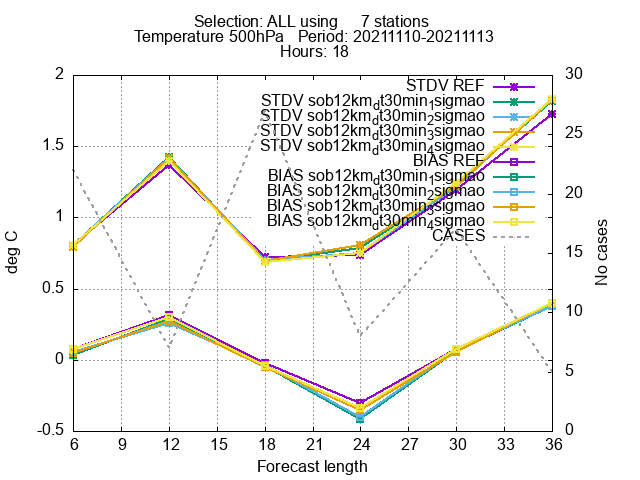 Selection: ALL using 7 stations
Temperature 500hPa Period: 20211110-20211113
Hours: 18
STDV REF
STDV sob12km_dt30min_1sigmao
STDV sob12km_dt30min_2sigmao
STDV sob12km_dt30min_3sigmao
STDV sob12km_dt30min_4sigmao
BIAS REF
BIAS sob12km_dt30min_1sigmao
BIAS sob12km_dt30min_2sigmao
BIAS sob12km_dt30min_3sigmao
BIAS sob12km_dt30min_4sigmao
CASES
2
1.5
1
0.5
0
-0.5
deg C
30
25
20
15
10
5
0
No cases
6 9 12 15 18 21 24 27 30 33 36
Forecast length